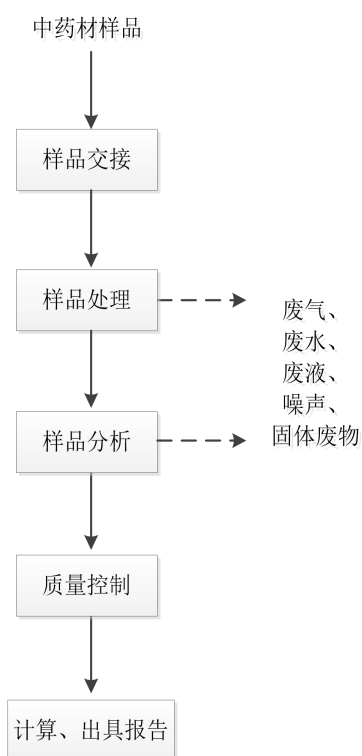 中药材样品
样品交接
样品处理
废气、
废水、
废液、
噪声、
固体废物
样品分析
质量控制
计算、出具报告